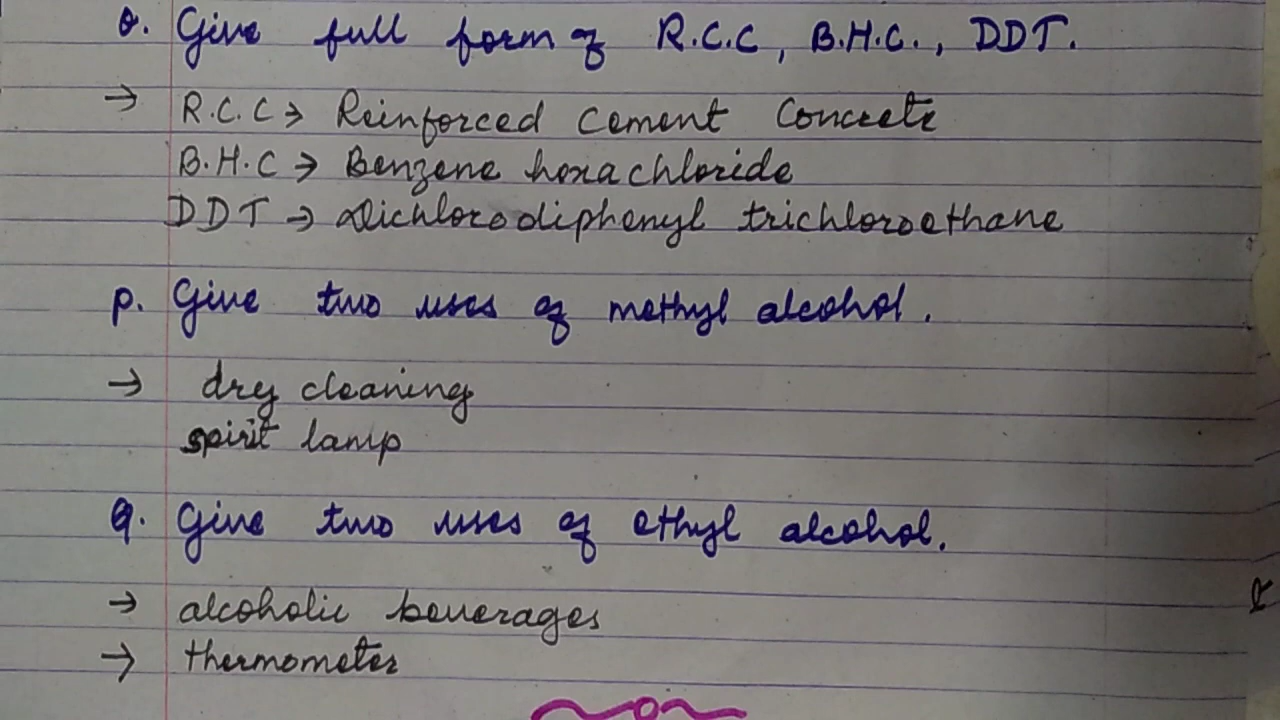 o. Give full form of R.C.C, B.H.C., DDT.
→ R.C.C → Reinforced Cement Concrete
B.H.C → Benzene hexachloride
DDT → Dichlorodiphenyl trichloroethane
p. Give two uses of methyl alcohol.
→ dry cleaning
spirit lamp
q. Give two uses of ethyl alcohol.
→ alcoholic beverages
→ thermometer